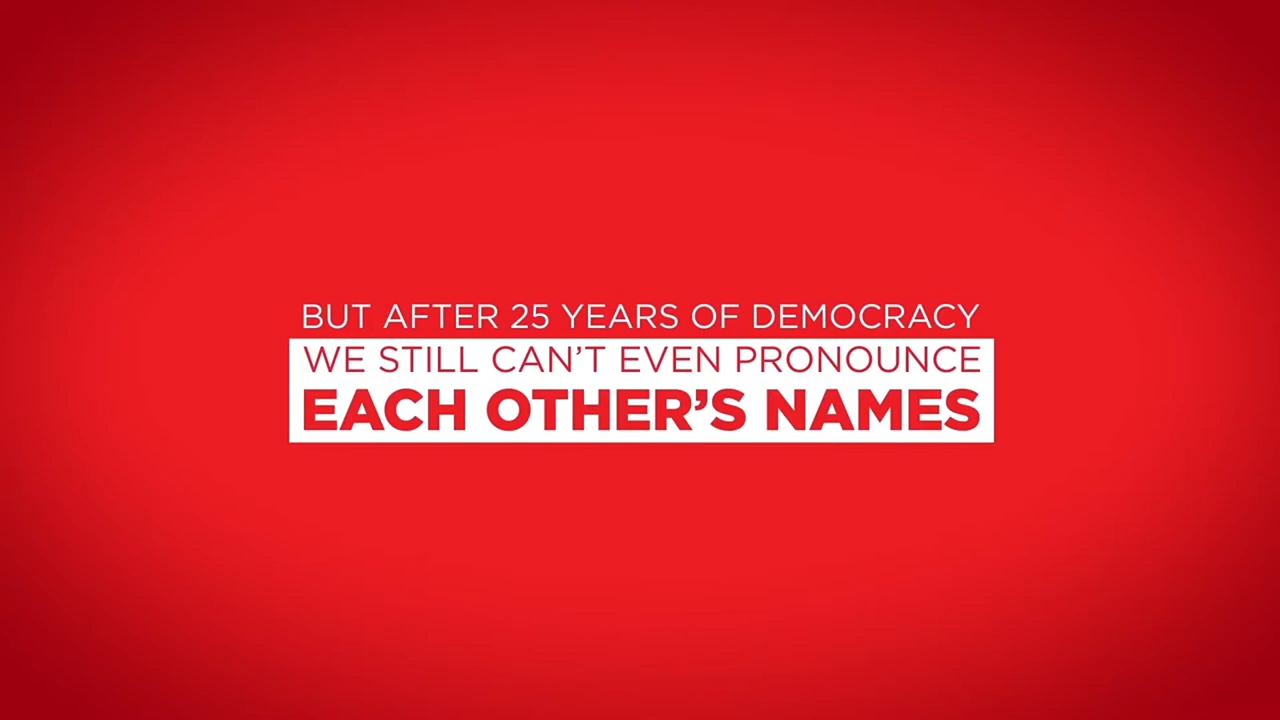 BUT AFTER 25 YEARS OF DEMOCRACY
WE STILL CAN’T EVEN PRONOUNCE
EACH OTHER’S NAMES